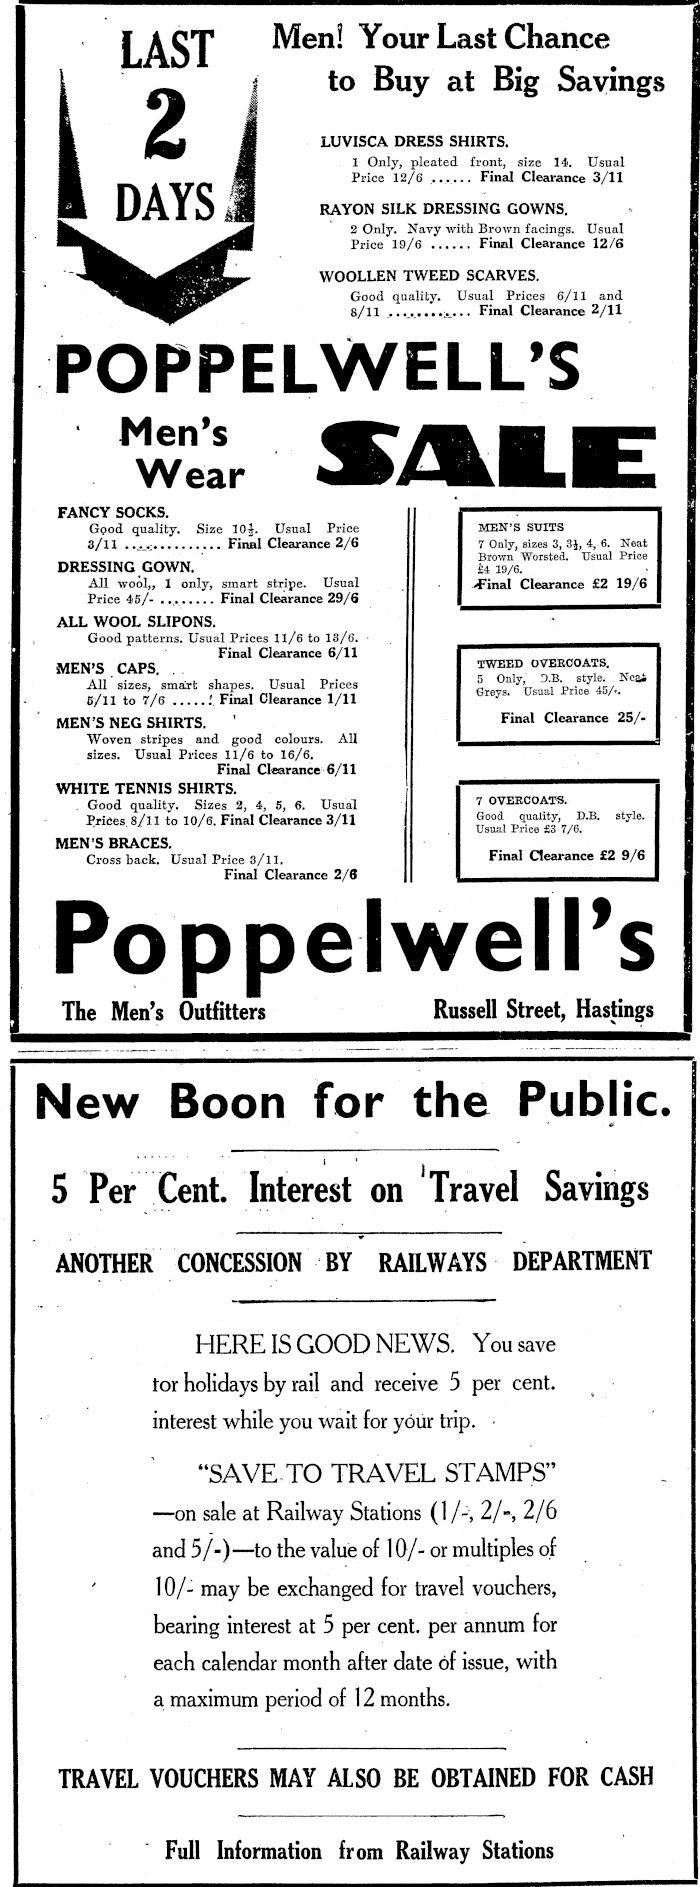 LAST
2
DAYS
Men! Your Last Chance
to Buy at Big Savings
LUVISCA DRESS SHIRTS.
1 Only, pleated front, size 14. Usual
Price 12/6 ...... Final Clearance 3/11
RAYON SILK DRESSING GOWNS.
2 Only. Navy with Brown facings. Usual
Price 19/6 ...... Final Clearance 12/6
WOOLLEN TWEED SCARVES.
Good quality. Usual Prices 6/11 and
8/11 ............ Final Clearance 2/11
POPPELWELL'S
Men's
Wear
SALE
FANCY SOCKS.
Good quality. Size 10½. Usual Price
3/11 .............. Final Clearance 2/6
DRESSING GOWN.
All wool,, 1 only, smart stripe. Usual
Price 45/- ........ Final Clearance 29/6
ALL WOOL SLIPONS.
Good patterns. Usual Prices 11/6 to 13/6.
Final Clearance 6/11
MEN'S CAPS.
All sizes, smart shapes. Usual Prices
5/11 to 7/6 ...... Final Clearance 1/11
MEN'S NEG SHIRTS.
Woven stripes and good colours. All
sizes. Usual Prices 11/6 to 16/6.
Final Clearance 6/11
WHITE TENNIS SHIRTS.
Good quality. Sizes 2, 4, 5, 6. Usual
Prices 8/11 to 10/6. Final Clearance 3/11
MEN'S BRACES.
Cross back. Usual Price 3/11.
Final Clearance 2/6
MEN'S SUITS
7 Only, sizes 3, 3½, 4, 6. Neat
Brown Worsted. Usual Price
£4 19/6.
Final Clearance £2 19/6
TWEED OVERCOATS.
5 Only, D.B. style. Neat
Greys. Usual Price 45/-.
Final Clearance 25/-
7 OVERCOATS.
Good quality, D.B. style.
Usual Price £3 7/6.
Final Clearance £2 9/6
Poppelwell's
The Men's Outfitters
Russell Street, Hastings
New Boon for the Public.
5 Per Cent. Interest on Travel Savings
ANOTHER CONCESSION BY RAILWAYS DEPARTMENT
HERE IS GOOD NEWS. You save
for holidays by rail and receive 5 per cent.
interest while you wait for your trip.
"SAVE TO TRAVEL STAMPS"
—on sale at Railway Stations (1/-, 2/-, 2/6
and 5/-)—to the value of 10/- or multiples of
10/- may be exchanged for travel vouchers,
bearing interest at 5 per cent. per annum for
each calendar month after date of issue, with
a maximum period of 12 months.
TRAVEL VOUCHERS MAY ALSO BE OBTAINED FOR CASH
Full Information from Railway Stations